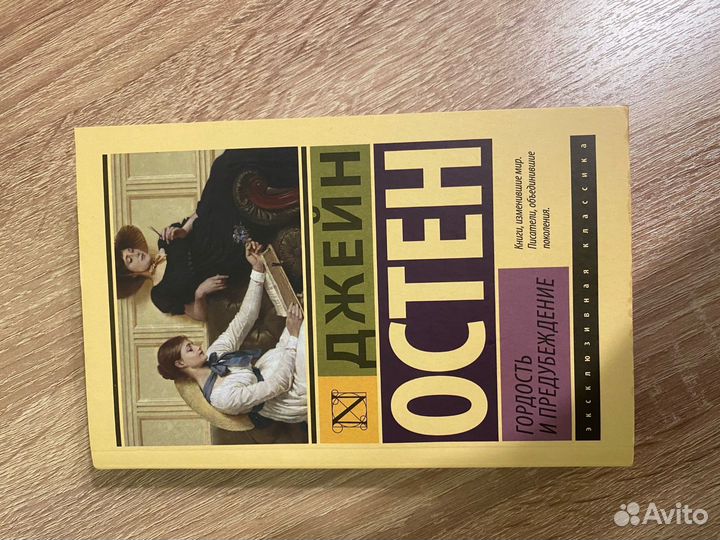 ДЖЕЙН
ОСТЕН
ГОРДОСТЬ
И ПРЕДУБЕЖДЕНИЕ
Книги, изменившие мир.
Писатели, объединившие
поколения.
эксклюзивная классика
Avito